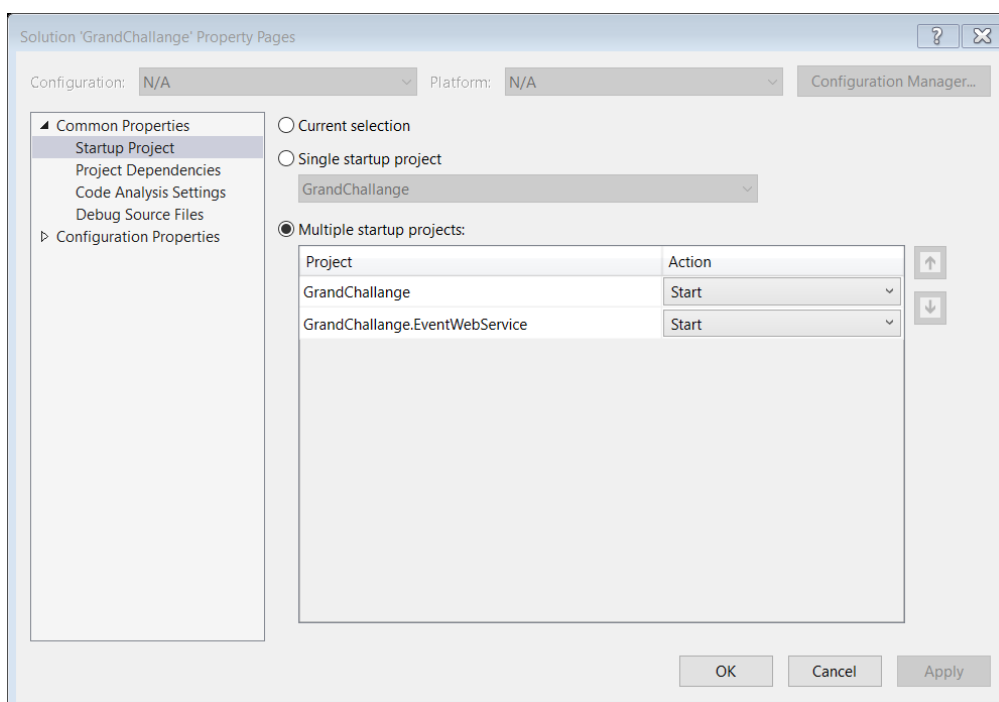 Solution 'GrandChallange' Property Pages
Configuration: N/A Platform: N/A Configuration Manager...
Common Properties
Startup Project
Project Dependencies
Code Analysis Settings
Debug Source Files
Configuration Properties
Current selection
Single startup project
GrandChallange
Multiple startup projects:
Project Action
GrandChallange Start
GrandChallange.EventWebService Start
OK Cancel Apply